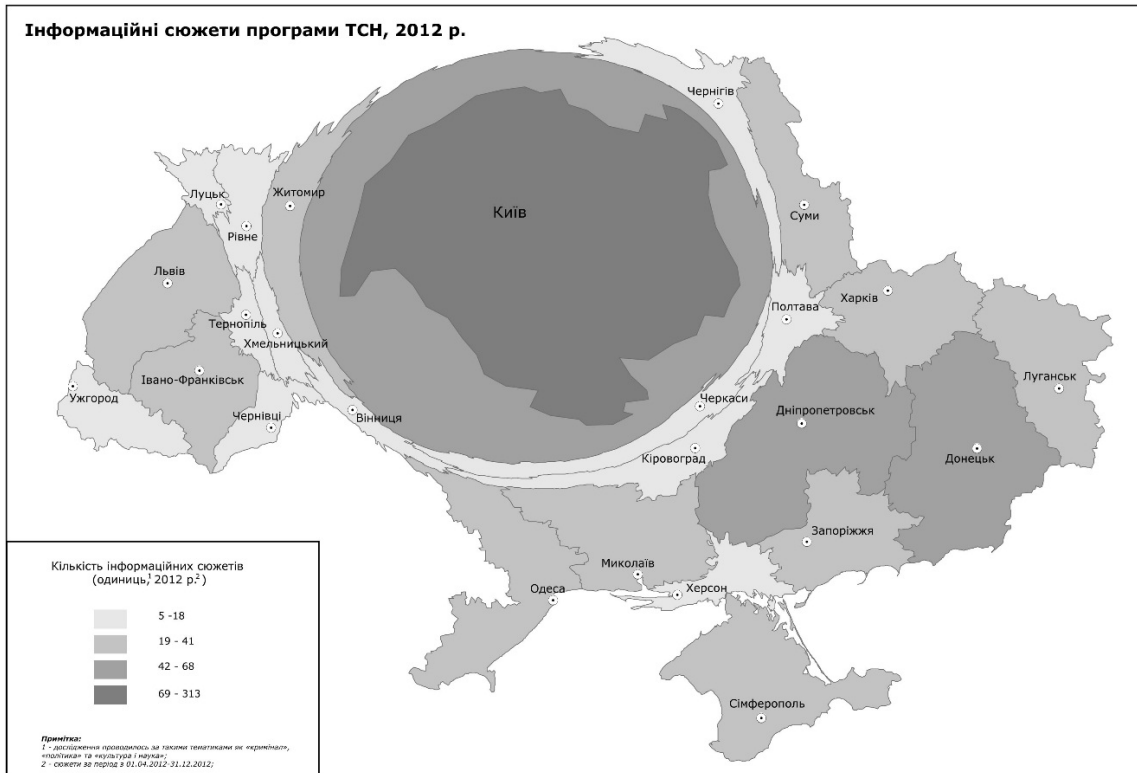 Інформаційні сюжети програми ТСН, 2012 р.
Чернігів
Луцьк
Житомир
Київ
Суми
Рівне
Львів
Харків
Полтава
Тернопіль
Хмельницький
Івано-Франківськ
Луганськ
Ужгород
Черкаси
Дніпропетровськ
Чернівці
Вінниця
Кіровоград
Донецьк
Запоріжжя
Миколаїв
Одеса
Херсон
Сімферополь
Кількість інформаційних сюжетів
(одиниць,¹ 2012 р.²)
5 -18
19 - 41
42 - 68
69 - 313
Примітка:
1 - дослідження проводилось за такими тематиками як «кримінал»,
«політика» та «культура і наука»;
2 - сюжети за період з 01.04.2012-31.12.2012;